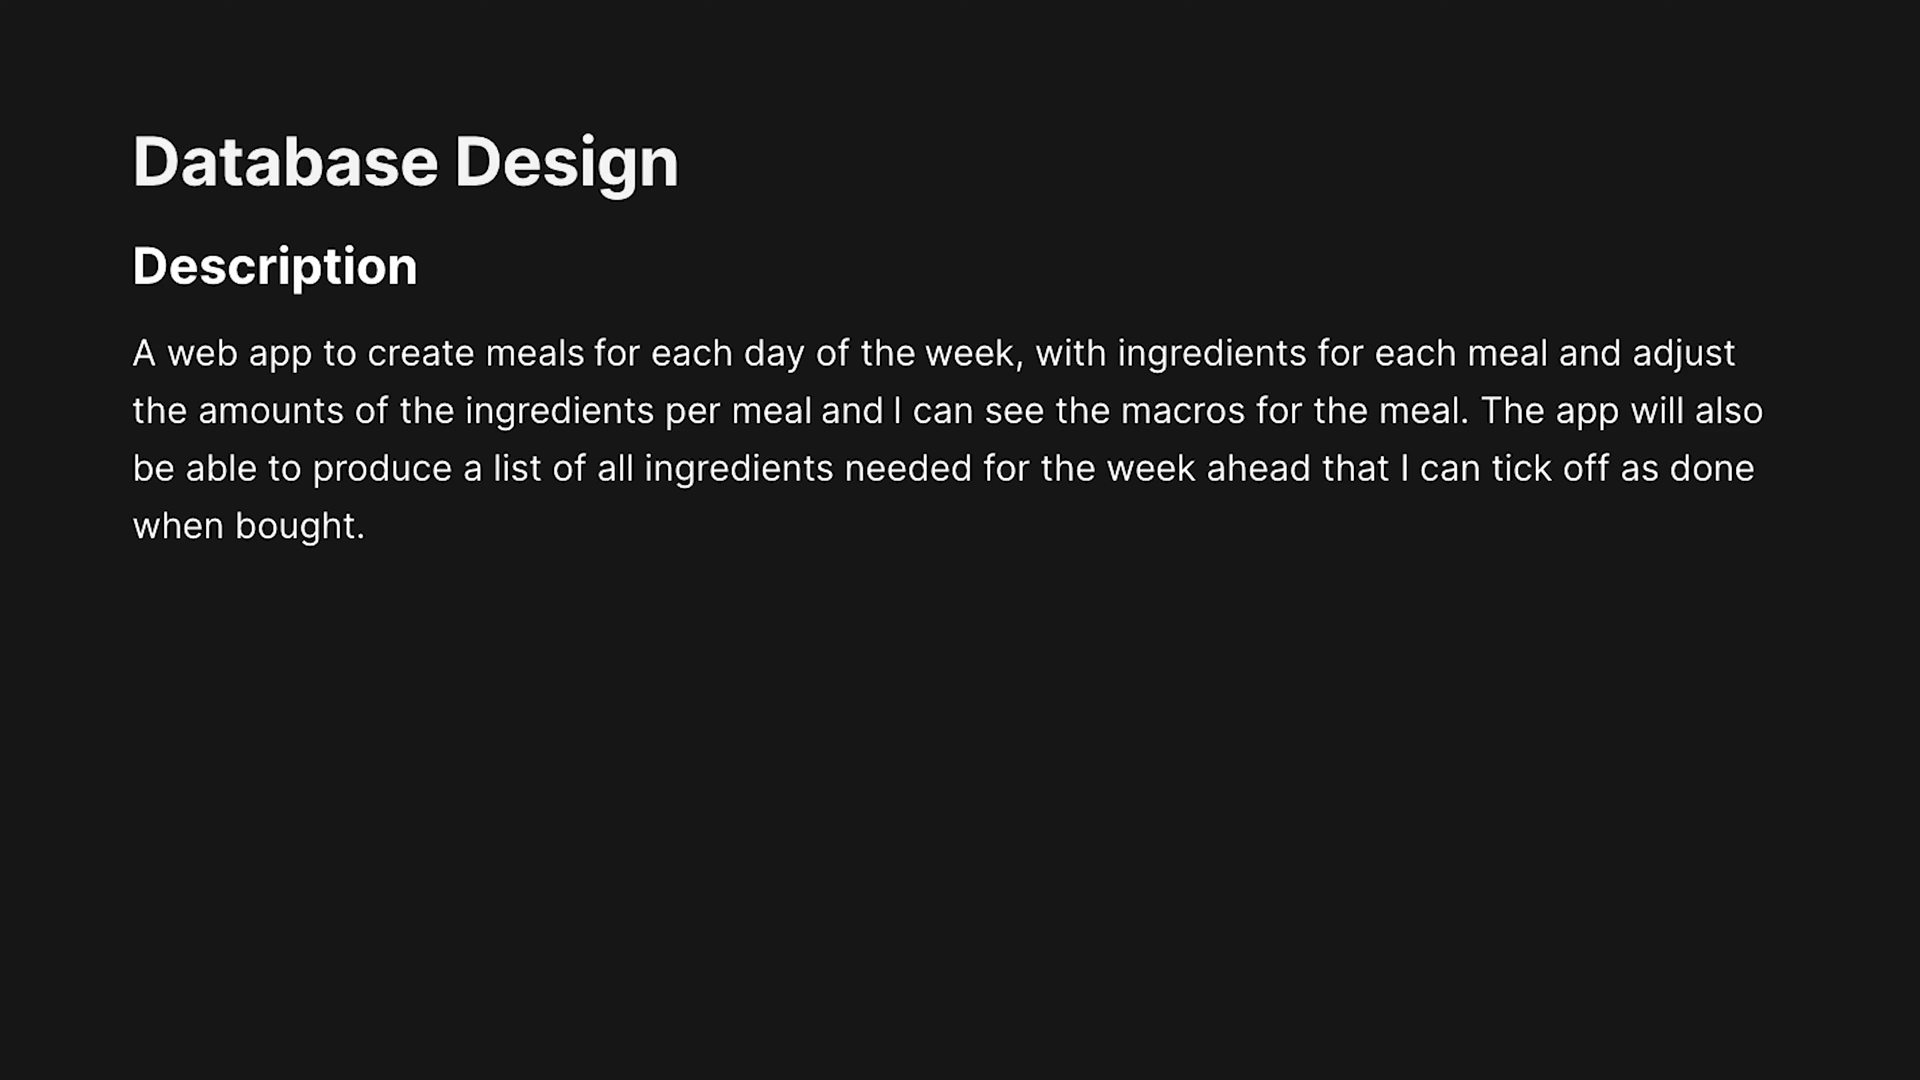 Database Design
Description
A web app to create meals for each day of the week, with ingredients for each meal and adjust
the amounts of the ingredients per meal and I can see the macros for the meal. The app will also
be able to produce a list of all ingredients needed for the week ahead that I can tick off as done
when bought.